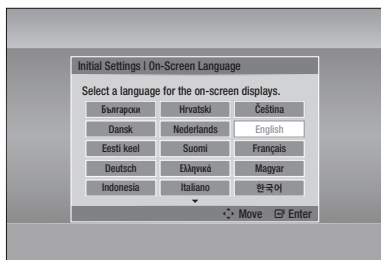 Initial Settings | On-Screen Language
Select a language for the on-screen displays.
Български Hrvatski Čeština
Dansk Nederlands English
Eesti keel Suomi Français
Deutsch Ελληνικά Magyar
Indonesia Italiano 한국어
Move Enter